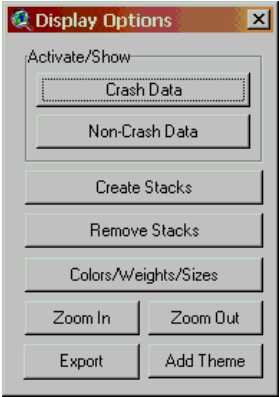 Display Options
Activate/Show
Crash Data
Non-Crash Data
Create Stacks
Remove Stacks
Colors/Weights/Sizes
Zoom In
Zoom Out
Export
Add Theme